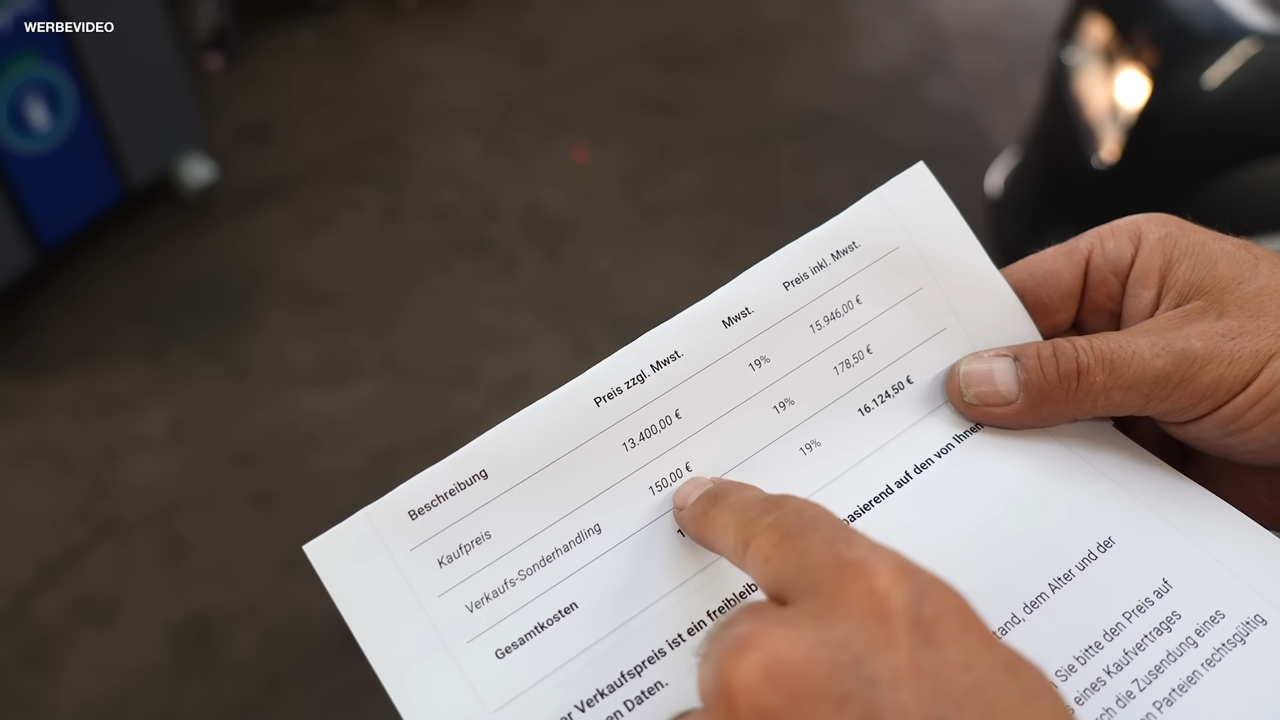 WERBEVIDEO
Beschreibung Preis zzgl. Mwst. Mwst. Preis inkl. Mwst.
Kaufpreis 13.400,00 € 19% 15.946,00 €
Verkaufs-Sonderhandling 150,00 € 19% 178,50 €
Gesamtkosten 19% 16.124,50 €
Verkaufspreis ist ein freibleib basierend auf den von Ihnen
en Daten.
tand, dem Alter und der
Sie bitte den Preis auf
eines Kaufvertrages
ch die Zusendung eines
n Parteien rechtsgültig